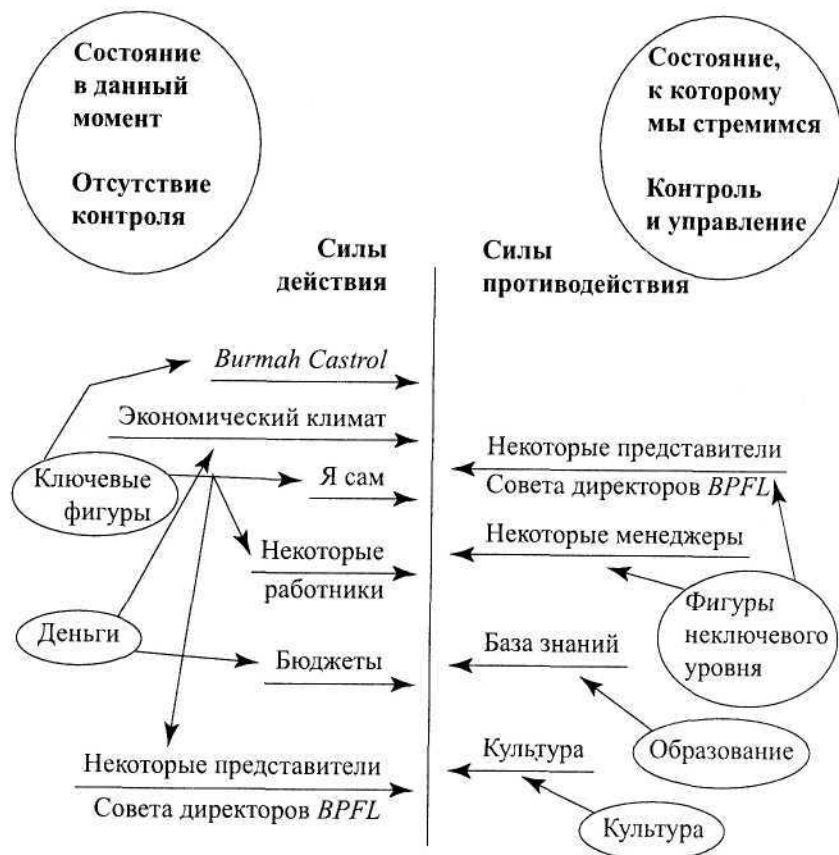 Состояние
в данный
момент
Отсутствие
контроля
Состояние,
к которому
мы стремимся
Контроль
и управление
Силы
действия
Силы
противодействия
Burmah Castrol
Экономический климат
Ключевые
фигуры
Я сам
Некоторые
работники
Деньги
Бюджеты
Некоторые представители
Совета директоров BPFL
Некоторые представители
Совета директоров BPFL
Некоторые менеджеры
Фигуры
неключевого
уровня
База знаний
Образование
Культура
Культура